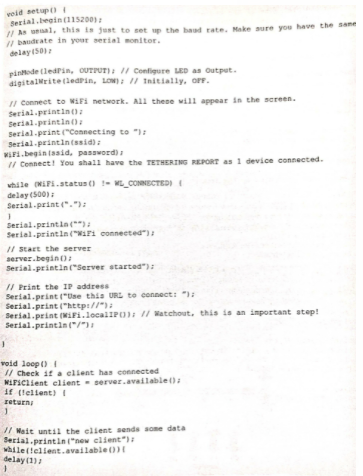 void setup() {
Serial.begin(115200);
// As usual, this is just to set up the baud rate. Make sure you have the same
// baudrate in your serial monitor.
delay(50);
pinMode(ledPin, OUTPUT); // Configure LED as Output.
digitalWrite(ledPin, LOW); // Initially, OFF.
// Connect to WiFi network. All these will appear in the screen.
Serial.println();
Serial.println();
Serial.print("Connecting to ");
Serial.println(ssid);
WiFi.begin(ssid, password);
// Connect! You shall have the TETHERING REPORT as 1 device connected.
while (WiFi.status() != WL_CONNECTED) {
delay(500);
Serial.print(".");
}
Serial.println("");
Serial.println("WiFi connected");
// Start the server
server.begin();
Serial.println("Server started");
// Print the IP address
Serial.print("Use this URL to connect: ");
Serial.print("http://");
Serial.print(WiFi.localIP()); // Watchout, this is an important step!
Serial.println("/");
}
void loop() {
// Check if a client has connected
WiFiClient client = server.available();
if (!client) {
return;
}
// Wait until the client sends some data
Serial.println("new client");
while(!client.available()){
delay(1);
}